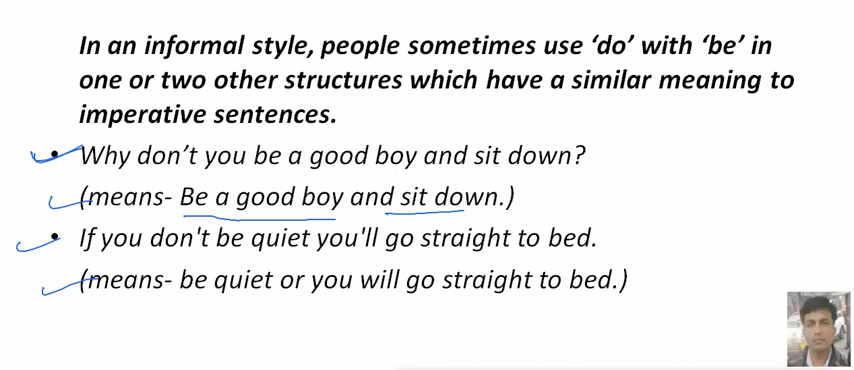 In an informal style, people sometimes use ‘do’ with ‘be’ in
one or two other structures which have a similar meaning to
imperative sentences.
• Why don’t you be a good boy and sit down?
(means- Be a good boy and sit down.)
• If you don't be quiet you'll go straight to bed.
(means- be quiet or you will go straight to bed.)